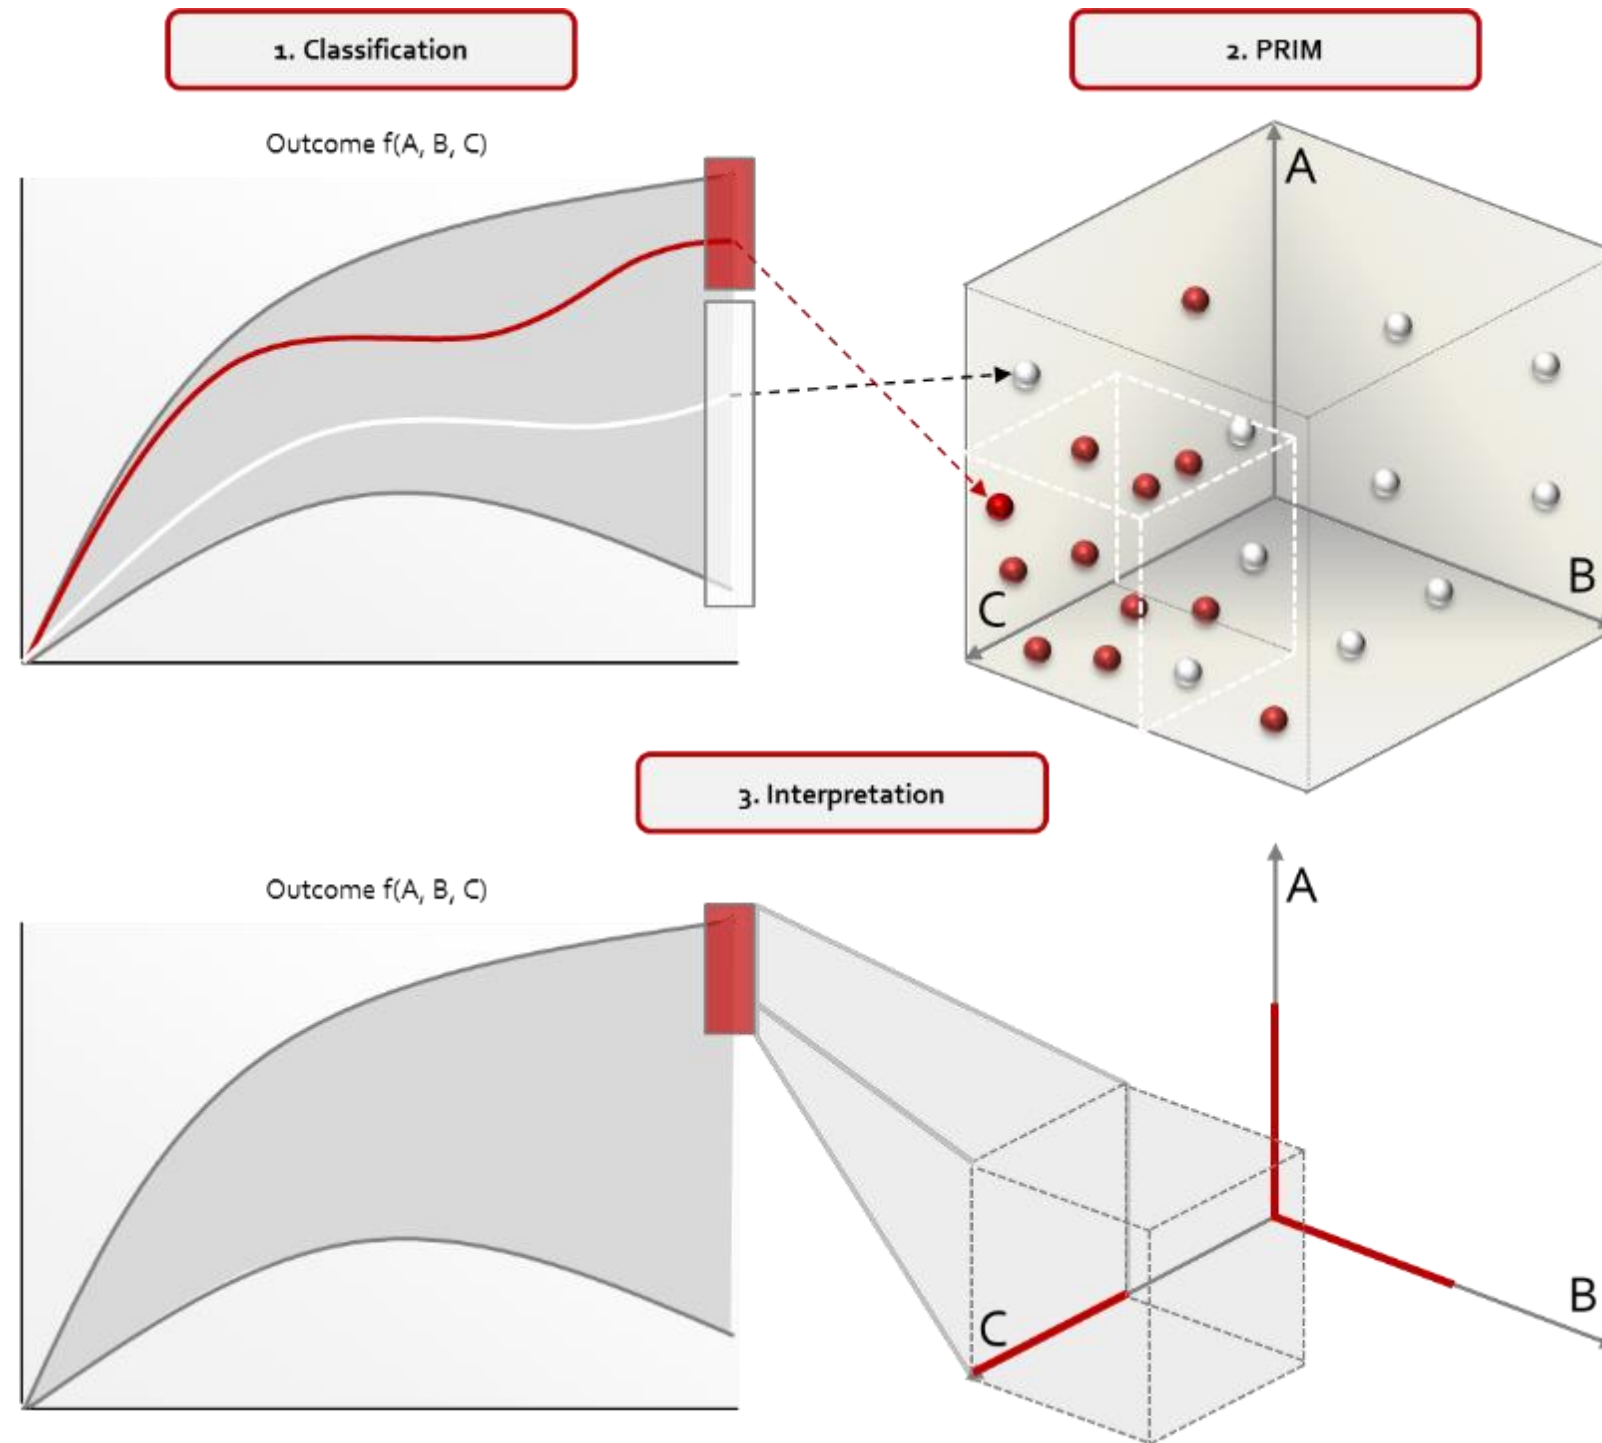 1. Classification
2. PRIM
Outcome f(A, B, C)
A
B
C
3. Interpretation
Outcome f(A, B, C)
A
B
C